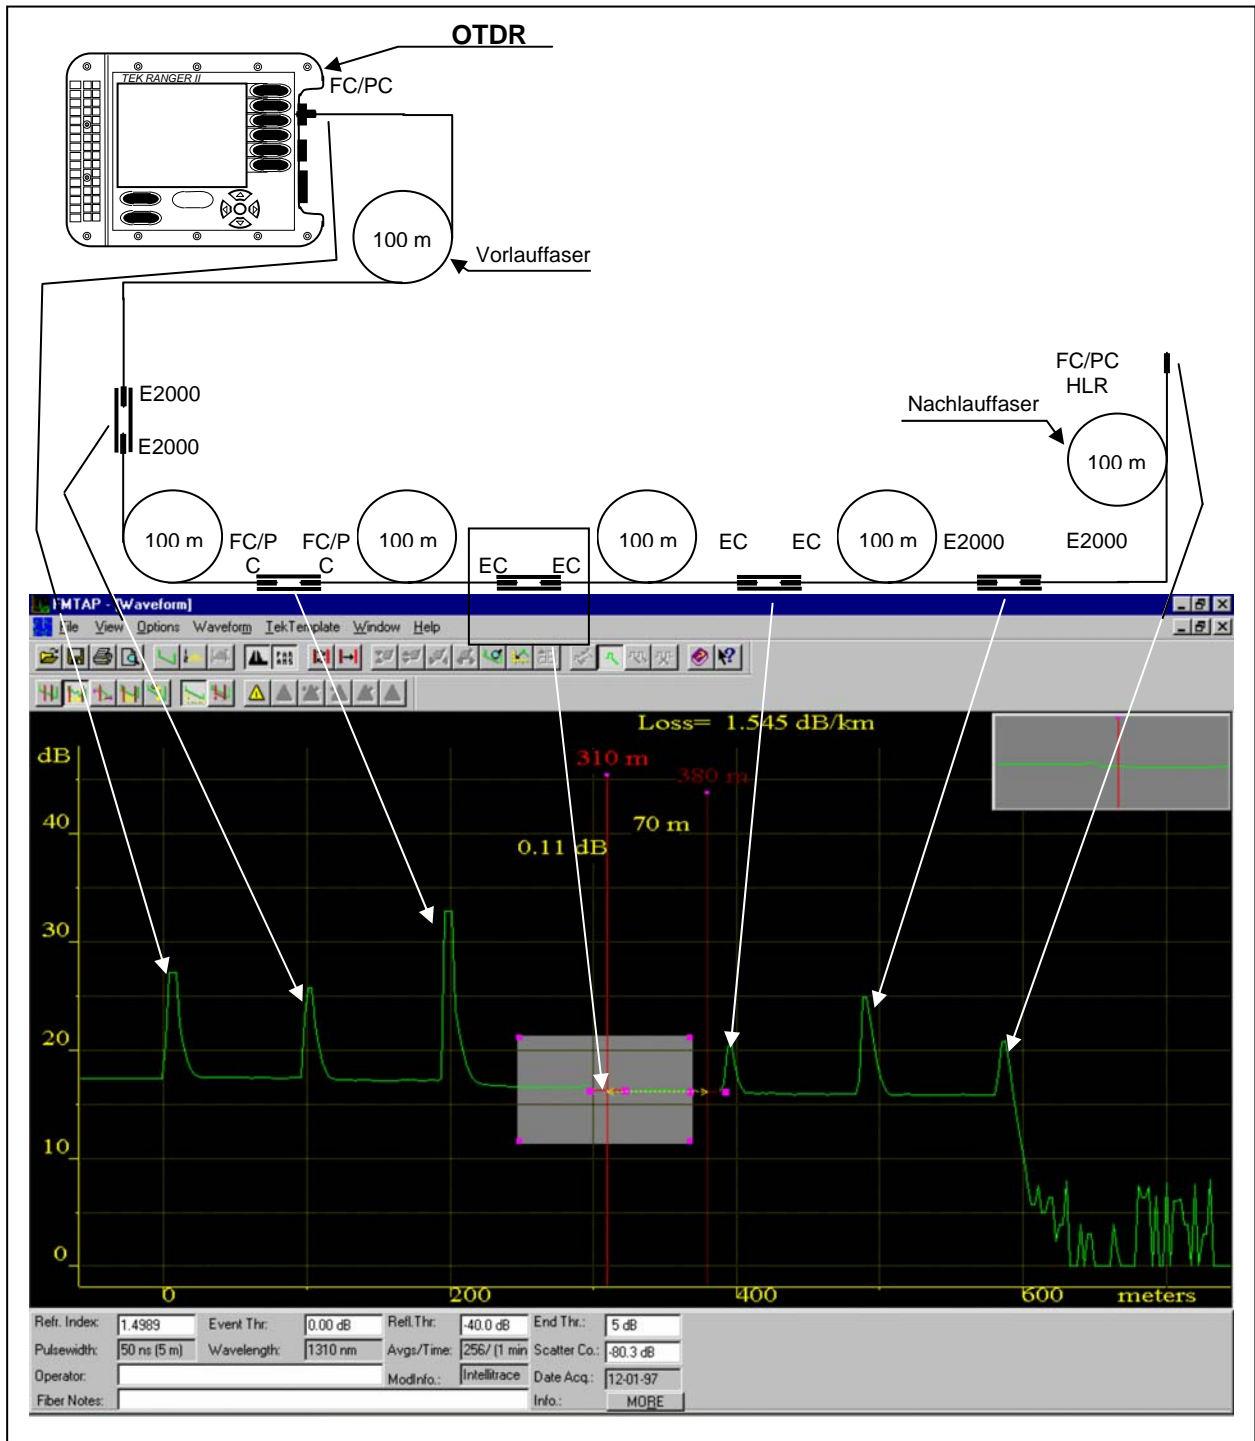 OTDR
TEK RANGER II
FC/PC
100 m
Vorlauffaser
E2000
E2000
FC/PC
HLR
Nachlauffaser
100 m
100 m
FC/P
C
FC/P
C
100 m
EC
EC
100 m
EC
EC
100 m
E2000
E2000
FMTAP - [Waveform]
File View Options Waveform TekTemplate Window Help
Loss= 1.545 dB/km
dB
310 m
380 m
70 m
0.11 dB
40
30
20
10
0
0 200 400 600 meters
Refr. Index: 1.4989 Event Thr: 0.00 dB Refl.Thr: -40.0 dB End Thr.: 5 dB
Pulsewidth: 50 ns (5 m) Wavelength: 1310 nm Avgs/Time: 256/ (1 min Scatter Co.: -80.3 dB
Operator: ModInfo.: Intellitrace Date Acq.: 12-01-97
Fiber Notes: Info.: MORE